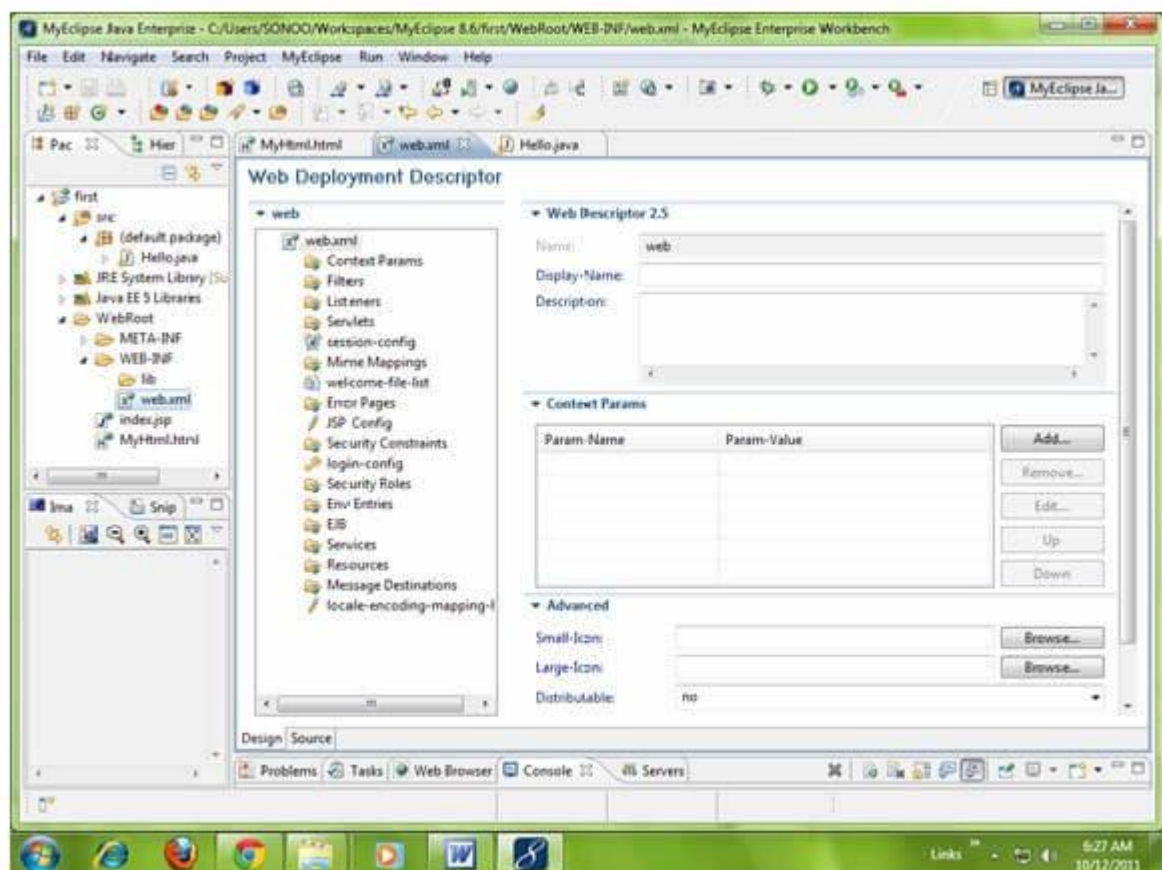 MyEclipse Java Enterprise - C:/Users/SONOO/Workspaces/MyEclipse 8.6/first/WebRoot/WEB-INF/web.xml - MyEclipse Enterprise Workbench
File Edit Navigate Search Project MyEclipse Run Window Help
MyEclipse Ja...
Pac Hier
MyHtml.html web.xml Hello.java
first
src
(default package)
Hello.java
JRE System Library [Su
Java EE 5 Libraries
WebRoot
META-INF
WEB-INF
lib
web.xml
index.jsp
MyHtml.html
Ima Snip
Web Deployment Descriptor
web
web.xml
Context Params
Filters
Listeners
Servlets
session-config
Mime Mappings
welcome-file-list
Error Pages
JSP Config
Security Constraints
login-config
Security Roles
Env Entries
EJB
Services
Resources
Message Destinations
locale-encoding-mapping-l
Web Descriptor 2.5
Name: web
Display-Name:
Description:
Context Params
Param-Name Param-Value
Add...
Remove...
Edit...
Up
Down
Advanced
Small-Icon: Browse...
Large-Icon: Browse...
Distributable: no
Design Source
Problems Tasks Web Browser Console Servers
Links
6:27 AM
10/12/2011